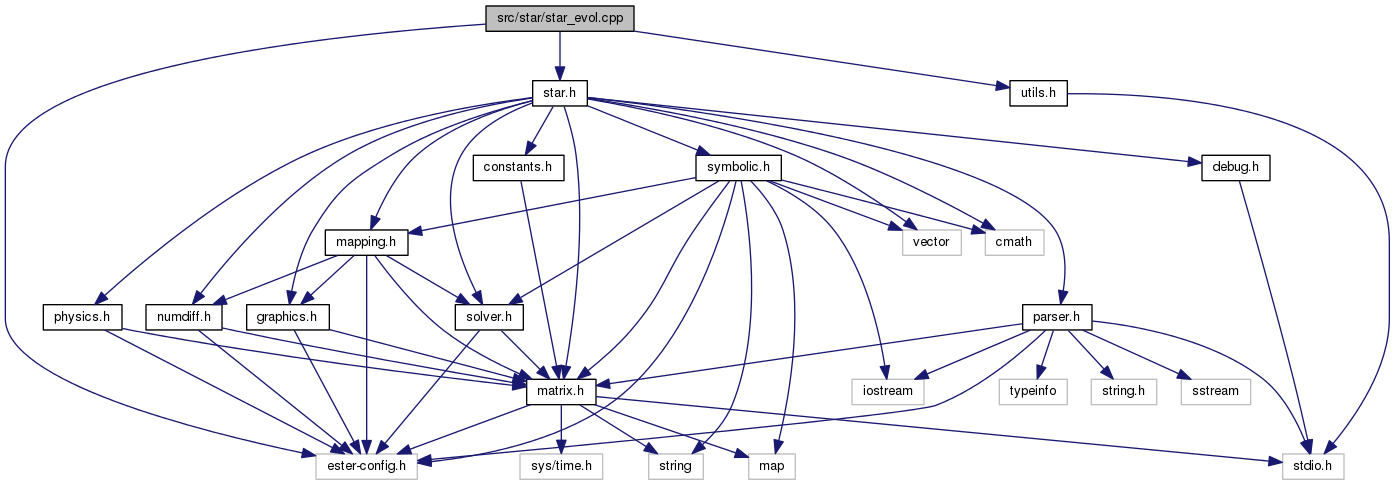 src/star/star_evol.cpp
star.h
utils.h
constants.h
symbolic.h
debug.h
mapping.h
vector
cmath
physics.h
numdiff.h
graphics.h
solver.h
parser.h
matrix.h
iostream
typeinfo
string.h
sstream
ester-config.h
sys/time.h
string
map
stdio.h